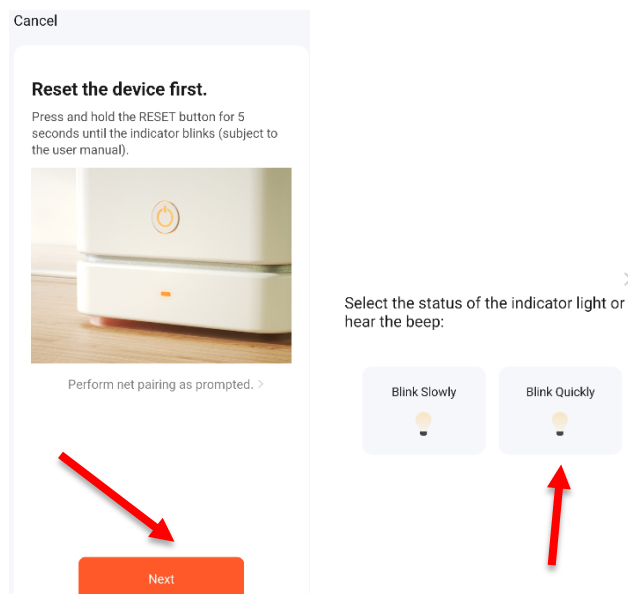 Cancel
Reset the device first.
Press and hold the RESET button for 5
seconds until the indicator blinks (subject to
the user manual).
Perform net pairing as prompted.
Next
Select the status of the indicator light or
hear the beep:
Blink Slowly
Blink Quickly